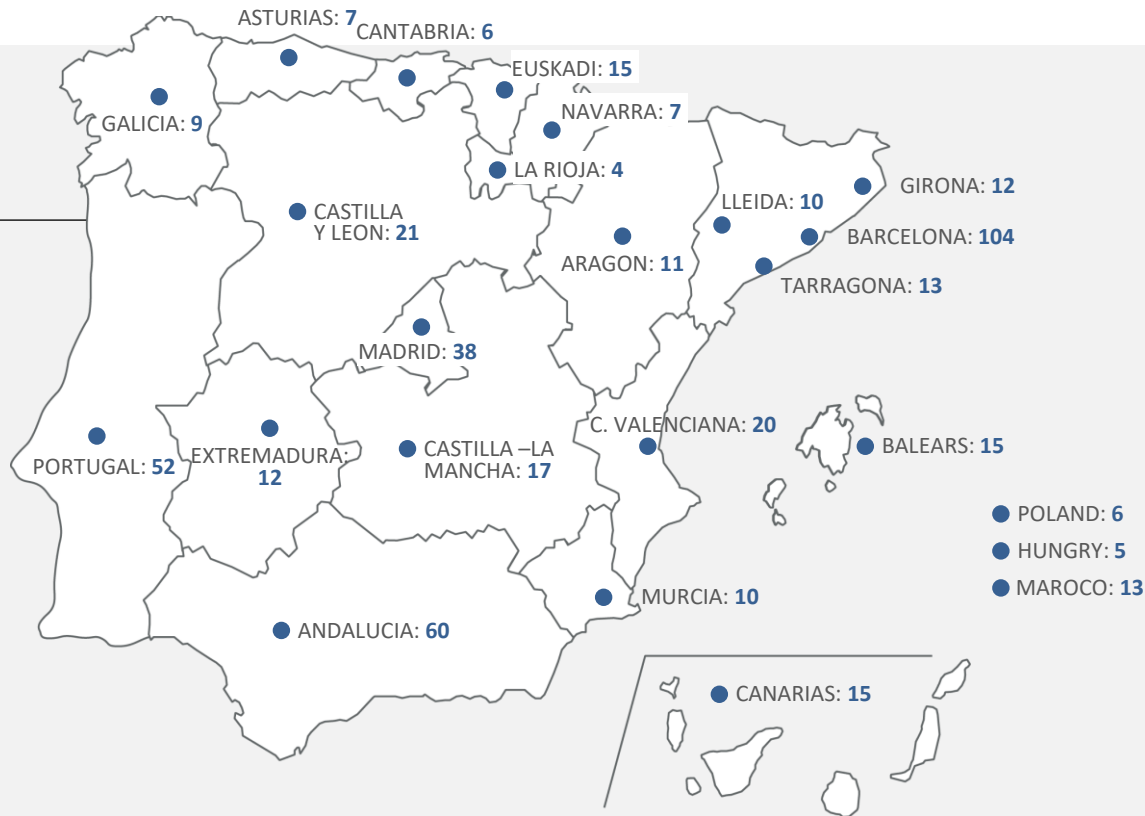 ASTURIAS: 7
CANTABRIA: 6
EUSKADI: 15
NAVARRA: 7
GALICIA: 9
LA RIOJA: 4
GIRONA: 12
LLEIDA: 10
CASTILLA
Y LEON: 21
BARCELONA: 104
ARAGON: 11
TARRAGONA: 13
MADRID: 38
C. VALENCIANA: 20
BALEARS: 15
CASTILLA –LA
MANCHA: 17
EXTREMADURA:
12
PORTUGAL: 52
POLAND: 6
HUNGRY: 5
MAROCO: 13
MURCIA: 10
ANDALUCIA: 60
CANARIAS: 15